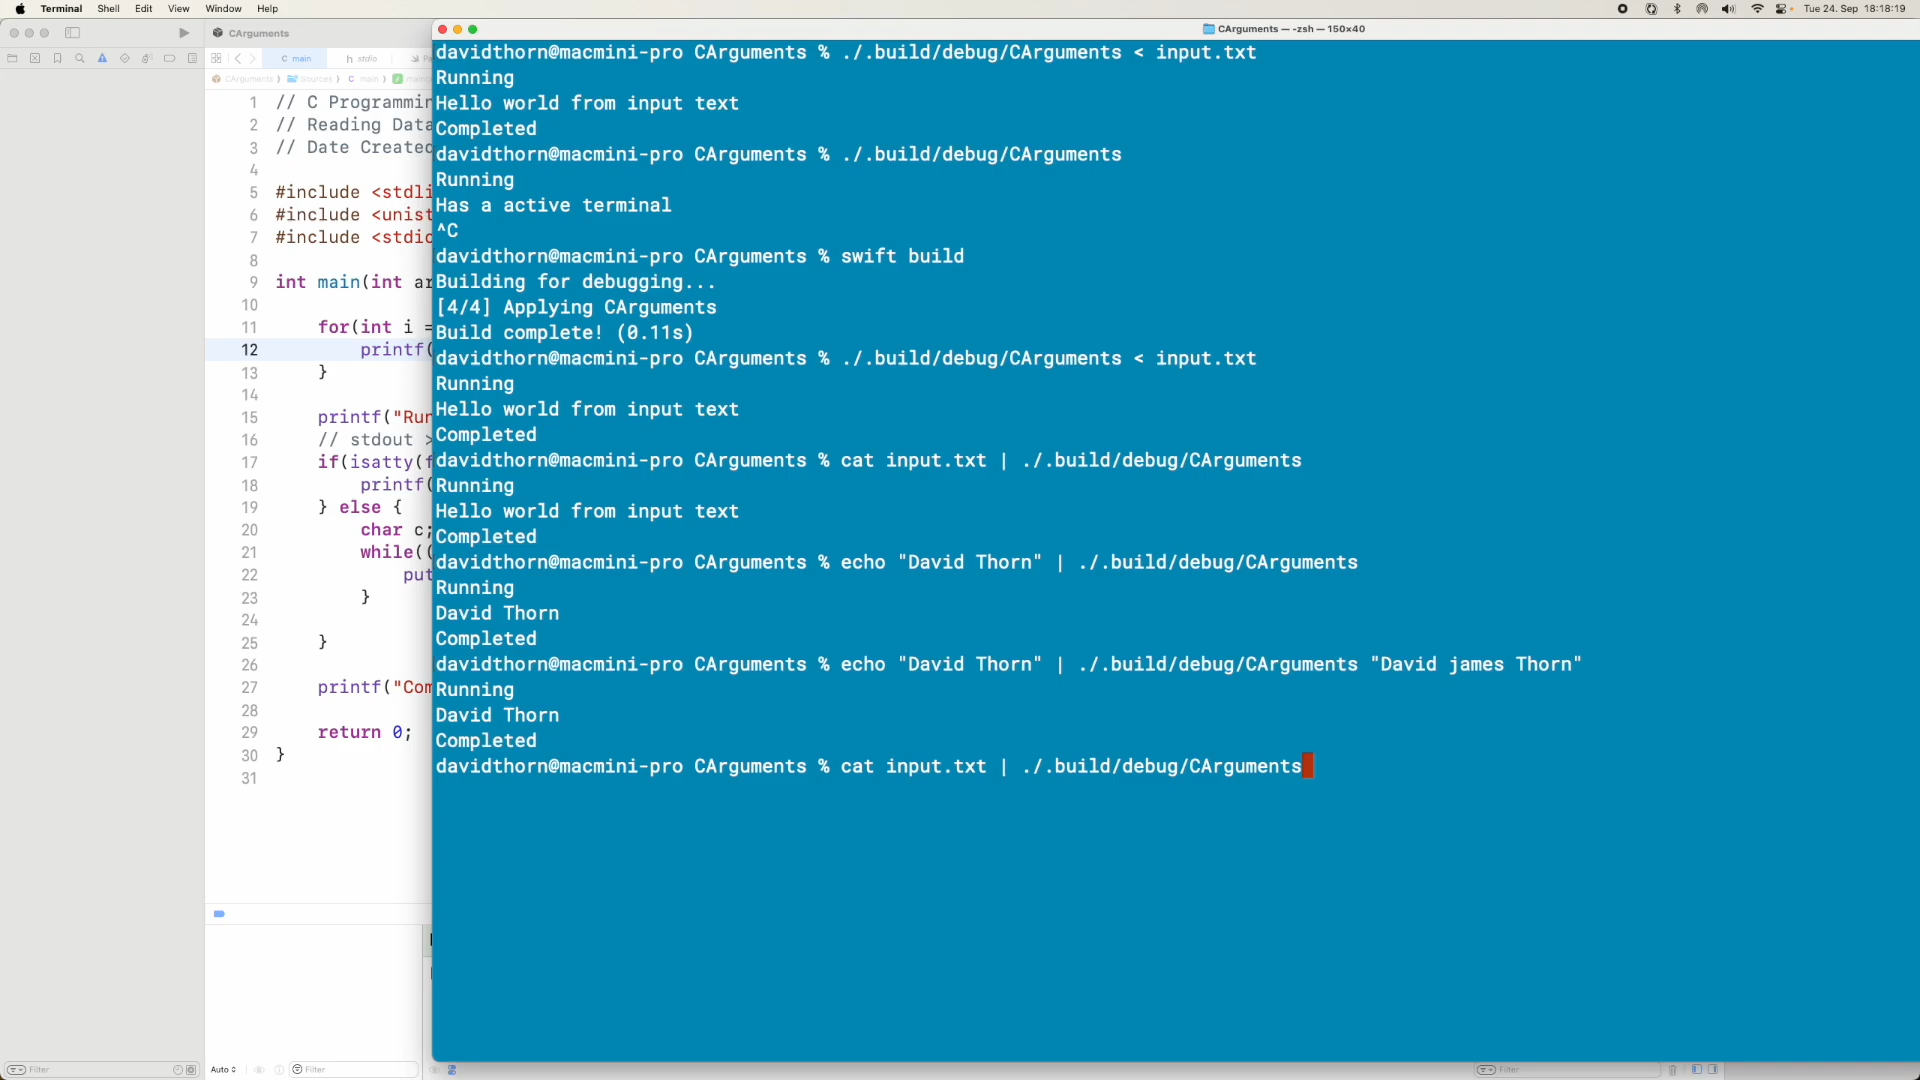 Terminal Shell Edit View Window Help
Tue 24. Sep 18:18:19
CArguments
CArguments — -zsh — 150x40
main
stdio
CArguments
Sources
main
1 // C Programmin
2 // Reading Data
3 // Date Created
4
5 #include <stdli
6 #include <unist
7 #include <stdio
8
9 int main(int ar
10
11 for(int i =
12 printf(
13 }
14
15 printf("Run
16 // stdout >
17 if(isatty(f
18 printf(
19 } else {
20 char c;
21 while((
22 put
23 }
24
25 }
26
27 printf("Com
28
29 return 0;
30 }
31
Filter
Auto
Filter
Filter
davidthorn@macmini-pro CArguments % ./.build/debug/CArguments < input.txt
Running
Hello world from input text
Completed
davidthorn@macmini-pro CArguments % ./.build/debug/CArguments
Running
Has a active terminal
^C
davidthorn@macmini-pro CArguments % swift build
Building for debugging...
[4/4] Applying CArguments
Build complete! (0.11s)
davidthorn@macmini-pro CArguments % ./.build/debug/CArguments < input.txt
Running
Hello world from input text
Completed
davidthorn@macmini-pro CArguments % cat input.txt | ./.build/debug/CArguments
Running
Hello world from input text
Completed
davidthorn@macmini-pro CArguments % echo "David Thorn" | ./.build/debug/CArguments
Running
David Thorn
Completed
davidthorn@macmini-pro CArguments % echo "David Thorn" | ./.build/debug/CArguments "David james Thorn"
Running
David Thorn
Completed
davidthorn@macmini-pro CArguments % cat input.txt | ./.build/debug/CArguments